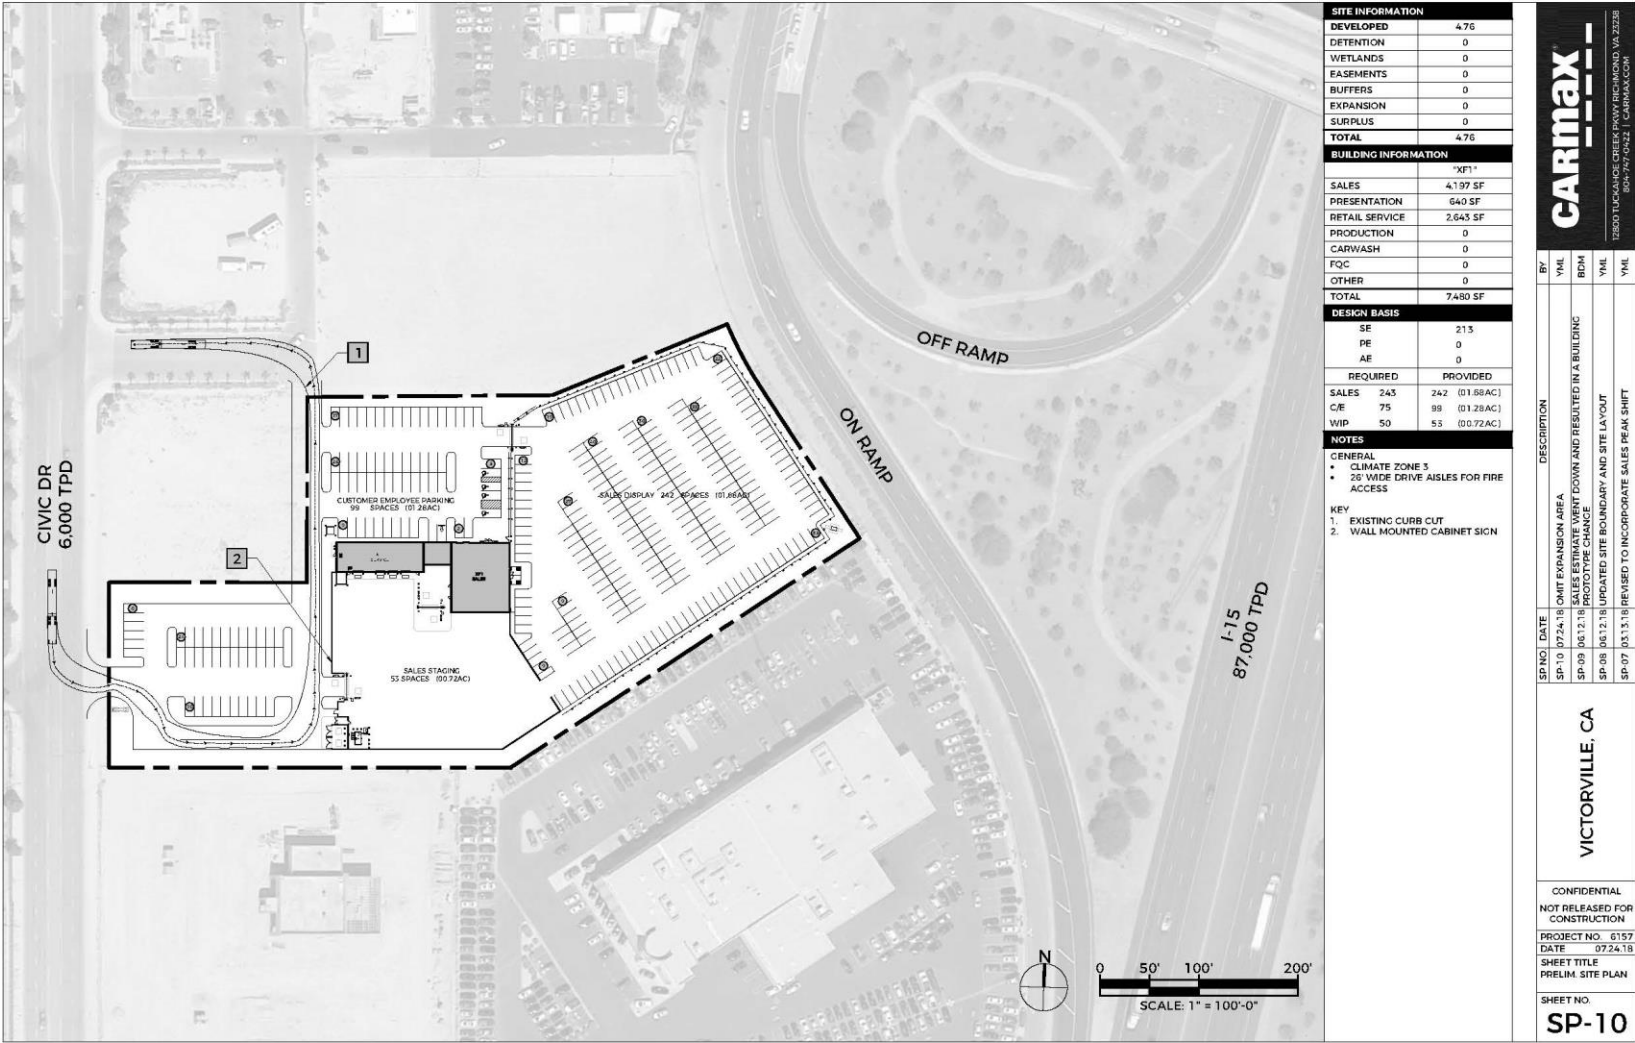 CIVIC DR
6,000 TPD
1
2
CUSTOMER EMPLOYEE PARKING
99 SPACES (01.28AC)
SALES DISPLAY 242 SPACES (01.68AC)
SALES STAGING
53 SPACES (00.72AC)
OFF RAMP
ON RAMP
I-15
87,000 TPD
N
0 50' 100' 200'
SCALE: 1" = 100'-0"
SITE INFORMATION
DEVELOPED 4.76
DETENTION 0
WETLANDS 0
EASEMENTS 0
BUFFERS 0
EXPANSION 0
SURPLUS 0
TOTAL 4.76
BUILDING INFORMATION
"XF1"
SALES 4,197 SF
PRESENTATION 640 SF
RETAIL SERVICE 2,643 SF
PRODUCTION 0
CARWASH 0
FQC 0
OTHER 0
TOTAL 7,480 SF
DESIGN BASIS
SE 213
PE 0
AE 0
REQUIRED PROVIDED
SALES 243 242 (01.68AC)
C/E 75 99 (01.28AC)
WIP 50 53 (00.72AC)
NOTES
GENERAL
• CLIMATE ZONE 3
• 26' WIDE DRIVE AISLES FOR FIRE
ACCESS
KEY
1. EXISTING CURB CUT
2. WALL MOUNTED CABINET SIGN
CARMAX
12800 TUCKAHOE CREEK PKWY RICHMOND, VA 23238
804-747-0422 | CARMAX.COM
SP NO. DATE DESCRIPTION BY
SP-10 07.24.18 OMIT EXPANSION AREA YML
SP-09 06.12.18 SALES ESTIMATE WENT DOWN AND RESULTED IN A BUILDING
PROTOTYPE CHANGE BDM
SP-08 06.12.18 UPDATED SITE BOUNDARY AND SITE LAYOUT YML
SP-07 03.13.18 REVISED TO INCORPORATE SALES PEAK SHIFT YML
VICTORVILLE, CA
CONFIDENTIAL
NOT RELEASED FOR
CONSTRUCTION
PROJECT NO. 6157
DATE 07.24.18
SHEET TITLE
PRELIM. SITE PLAN
SHEET NO.
SP-10